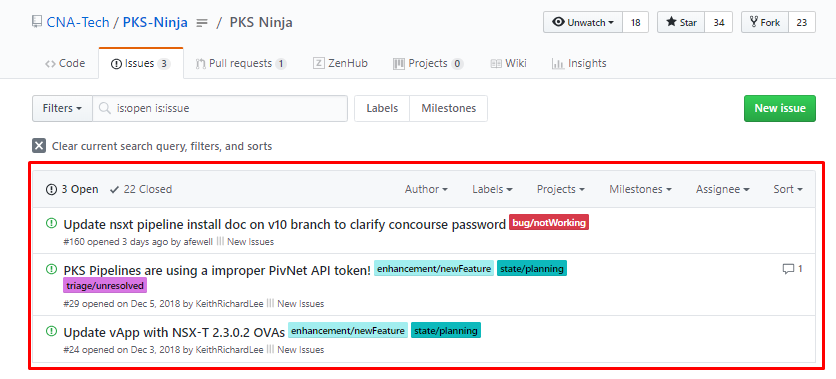 CNA-Tech / PKS-Ninja / PKS Ninja
Unwatch 18 Star 34 Fork 23
Code Issues 3 Pull requests 1 ZenHub Projects 0 Wiki Insights
Filters is:open is:issue Labels Milestones New issue
Clear current search query, filters, and sorts
3 Open 22 Closed Author Labels Projects Milestones Assignee Sort
Update nsxt pipeline install doc on v10 branch to clarify concourse password bug/notWorking
#160 opened 3 days ago by afewell New Issues
PKS Pipelines are using a improper PivNet API token! enhancement/newFeature state/planning 1
triage/unresolved
#29 opened on Dec 5, 2018 by KeithRichardLee New Issues
Update vApp with NSX-T 2.3.0.2 OVAs enhancement/newFeature state/planning
#24 opened on Dec 3, 2018 by KeithRichardLee New Issues